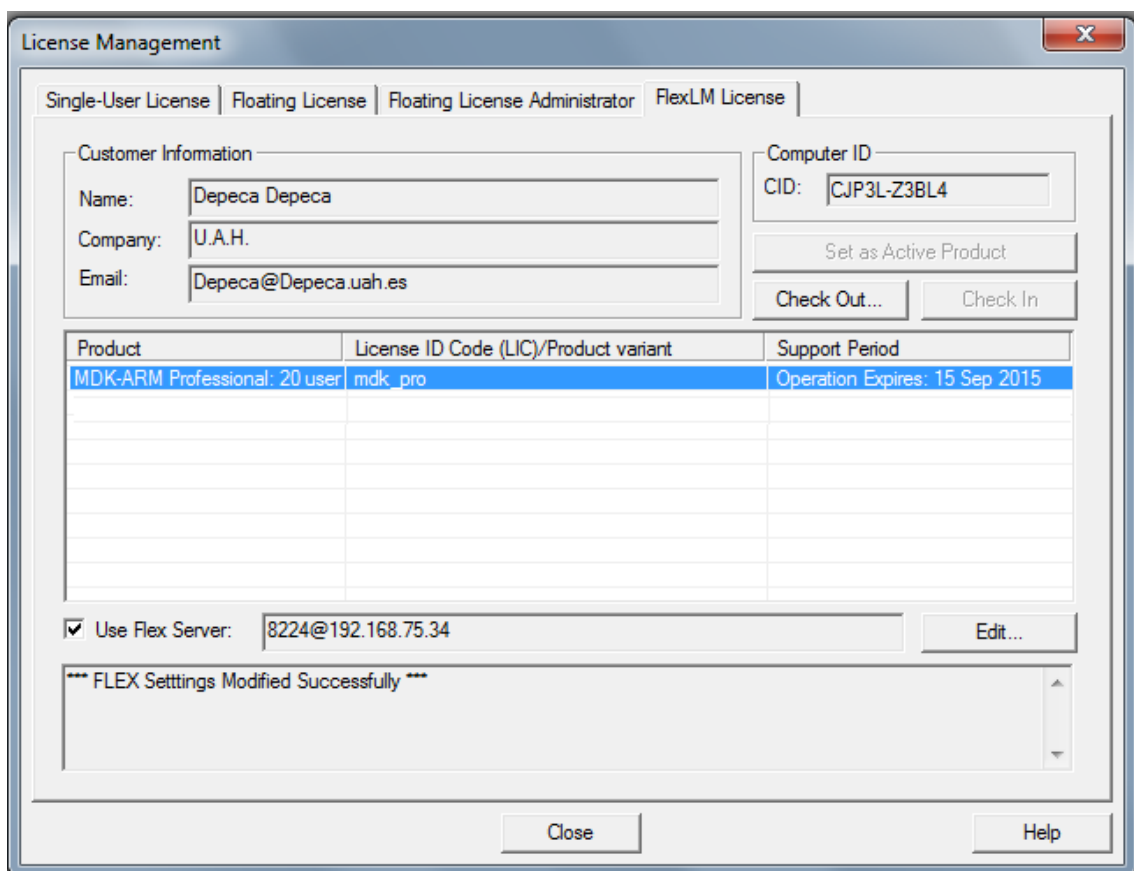 License Management
Single-User License Floating License Floating License Administrator FlexLM License
Customer Information
Name: Depeca Depeca
Company: U.A.H.
Email: Depeca@Depeca.uah.es
Computer ID
CID: CJP3L-Z3BL4
Set as Active Product
Check Out... Check In
Product License ID Code (LIC)/Product variant Support Period
MDK-ARM Professional: 20 user mdk_pro Operation Expires: 15 Sep 2015
Use Flex Server: 8224@192.168.75.34 Edit...
*** FLEX Setttings Modified Successfully ***
Close Help